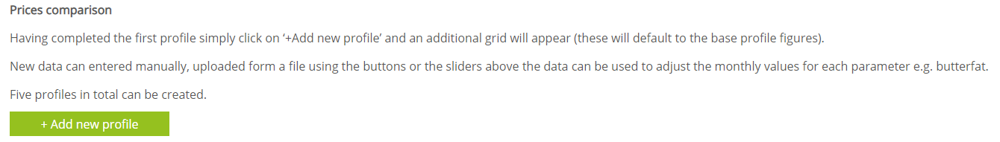 Prices comparison
Having completed the first profile simply click on ‘+Add new profile’ and an additional grid will appear (these will default to the base profile figures).
New data can entered manually, uploaded form a file using the buttons or the sliders above the data can be used to adjust the monthly values for each parameter e.g. butterfat.
Five profiles in total can be created.
+ Add new profile